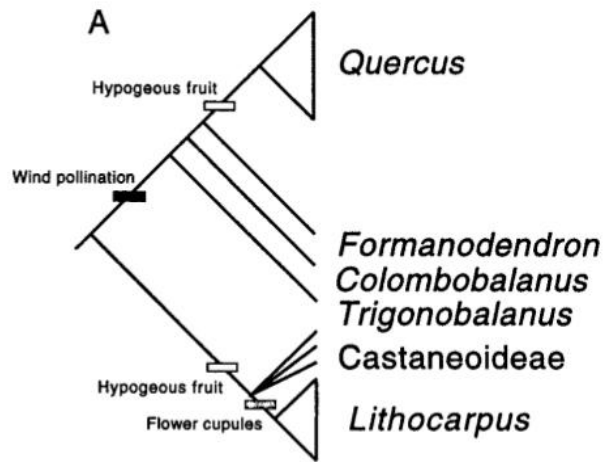 A
Quercus
Hypogeous fruit
Wind pollination
Formanodendron
Colombobalanus
Trigonobalanus
Castaneoideae
Hypogeous fruit
Flower cupules
Lithocarpus